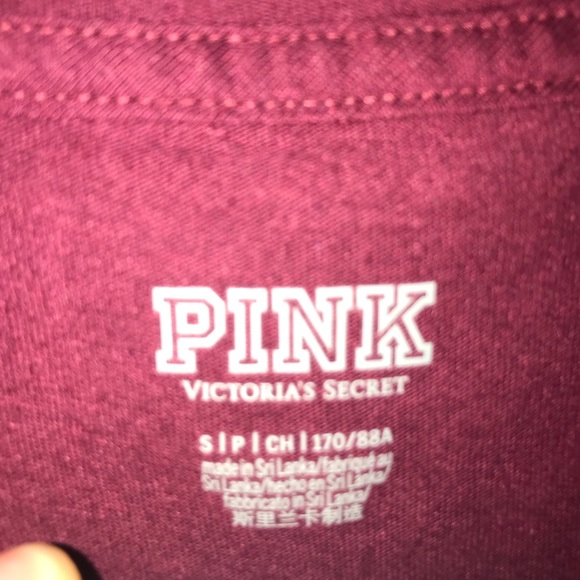 PINK
VICTORIA'S SECRET
S | P | CH | 170/88A
made in Sri Lanka/fabriqué au
Sri Lanka/hecho en Sri Lanka/
fabbricato in Sri Lanka/
斯里兰卡制造